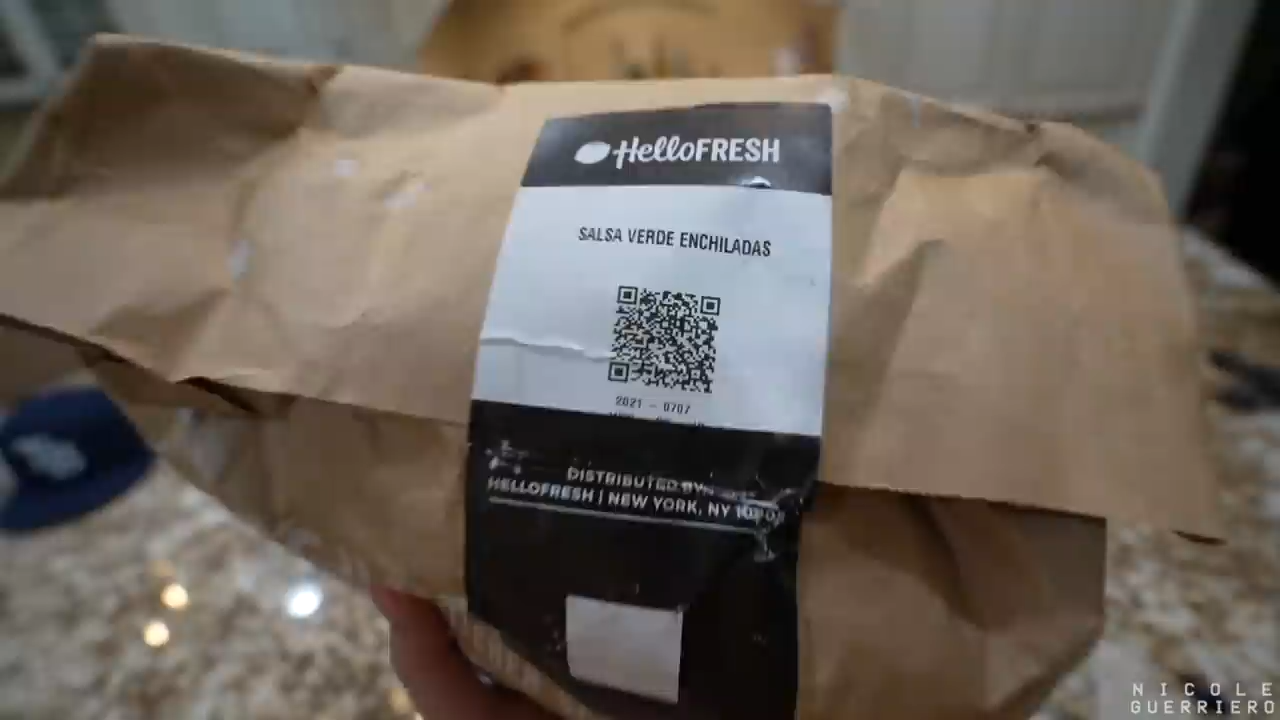 HelloFRESH
SALSA VERDE ENCHILADAS
2021 - 0707
DISTRIBUTED BY
HELLOFRESH | NEW YORK, NY
NICOLE
GUERRIERO